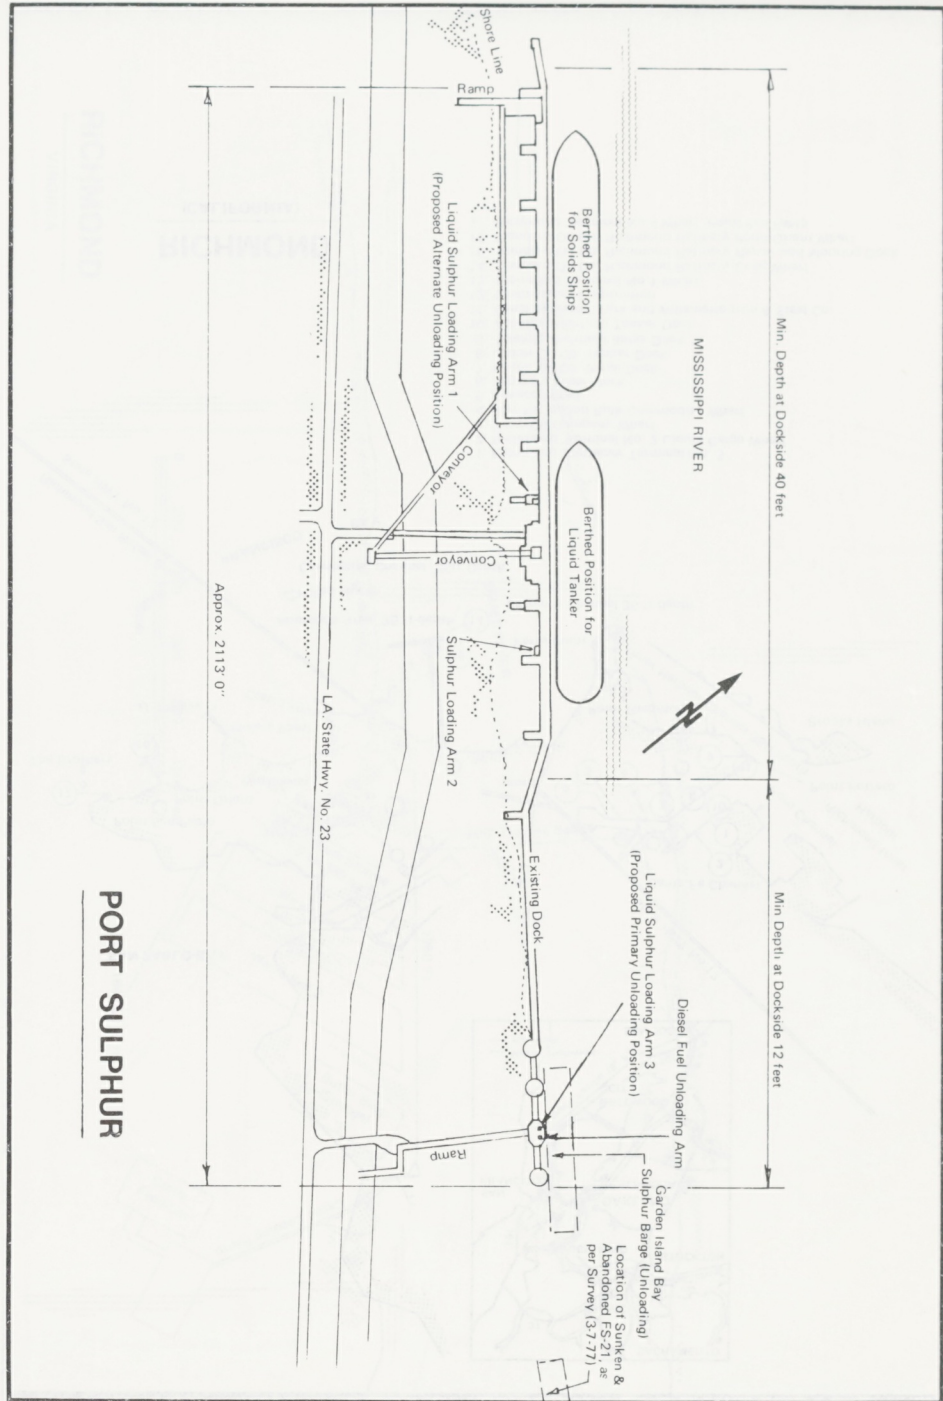 Shore Line
Ramp
Min. Depth at Dockside 40 feet
MISSISSIPPI RIVER
Berthed Position
for Solids Ships
Liquid Sulphur Loading Arm 1
(Proposed Alternate Unloading Position)
Conveyor
Conveyor
Berthed Position for
Liquid Tanker
Sulphur Loading Arm 2
N
Approx. 2113' 0"
LA. State Hwy. No. 23
Min Depth at Dockside 12 feet
Existing Dock
Liquid Sulphur Loading Arm 3
(Proposed Primary Unloading Position)
Diesel Fuel Unloading Arm
Garden Island Bay
Sulphur Barge (Unloading)
Location of Sunken &
Abandoned FS-21, as
per Survey (3-7-77)
Ramp
PORT SULPHUR
RICHMOND
RICHMOND